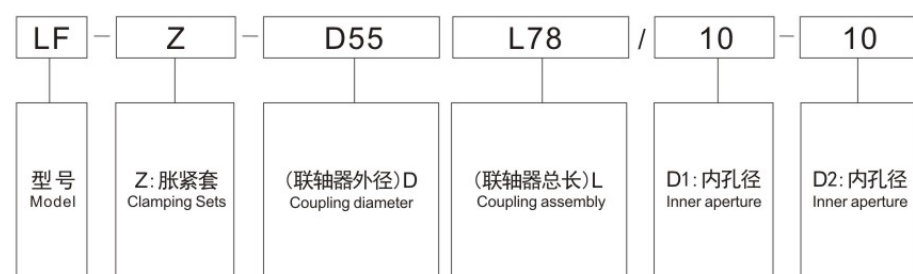 LF – Z – D55 L78 / 10 – 10
型号
Model
Z:胀紧套
Clamping Sets
(联轴器外径)D
Coupling diameter
(联轴器总长)L
Coupling assembly
D1:内孔径
Inner aperture
D2:内孔径
Inner aperture